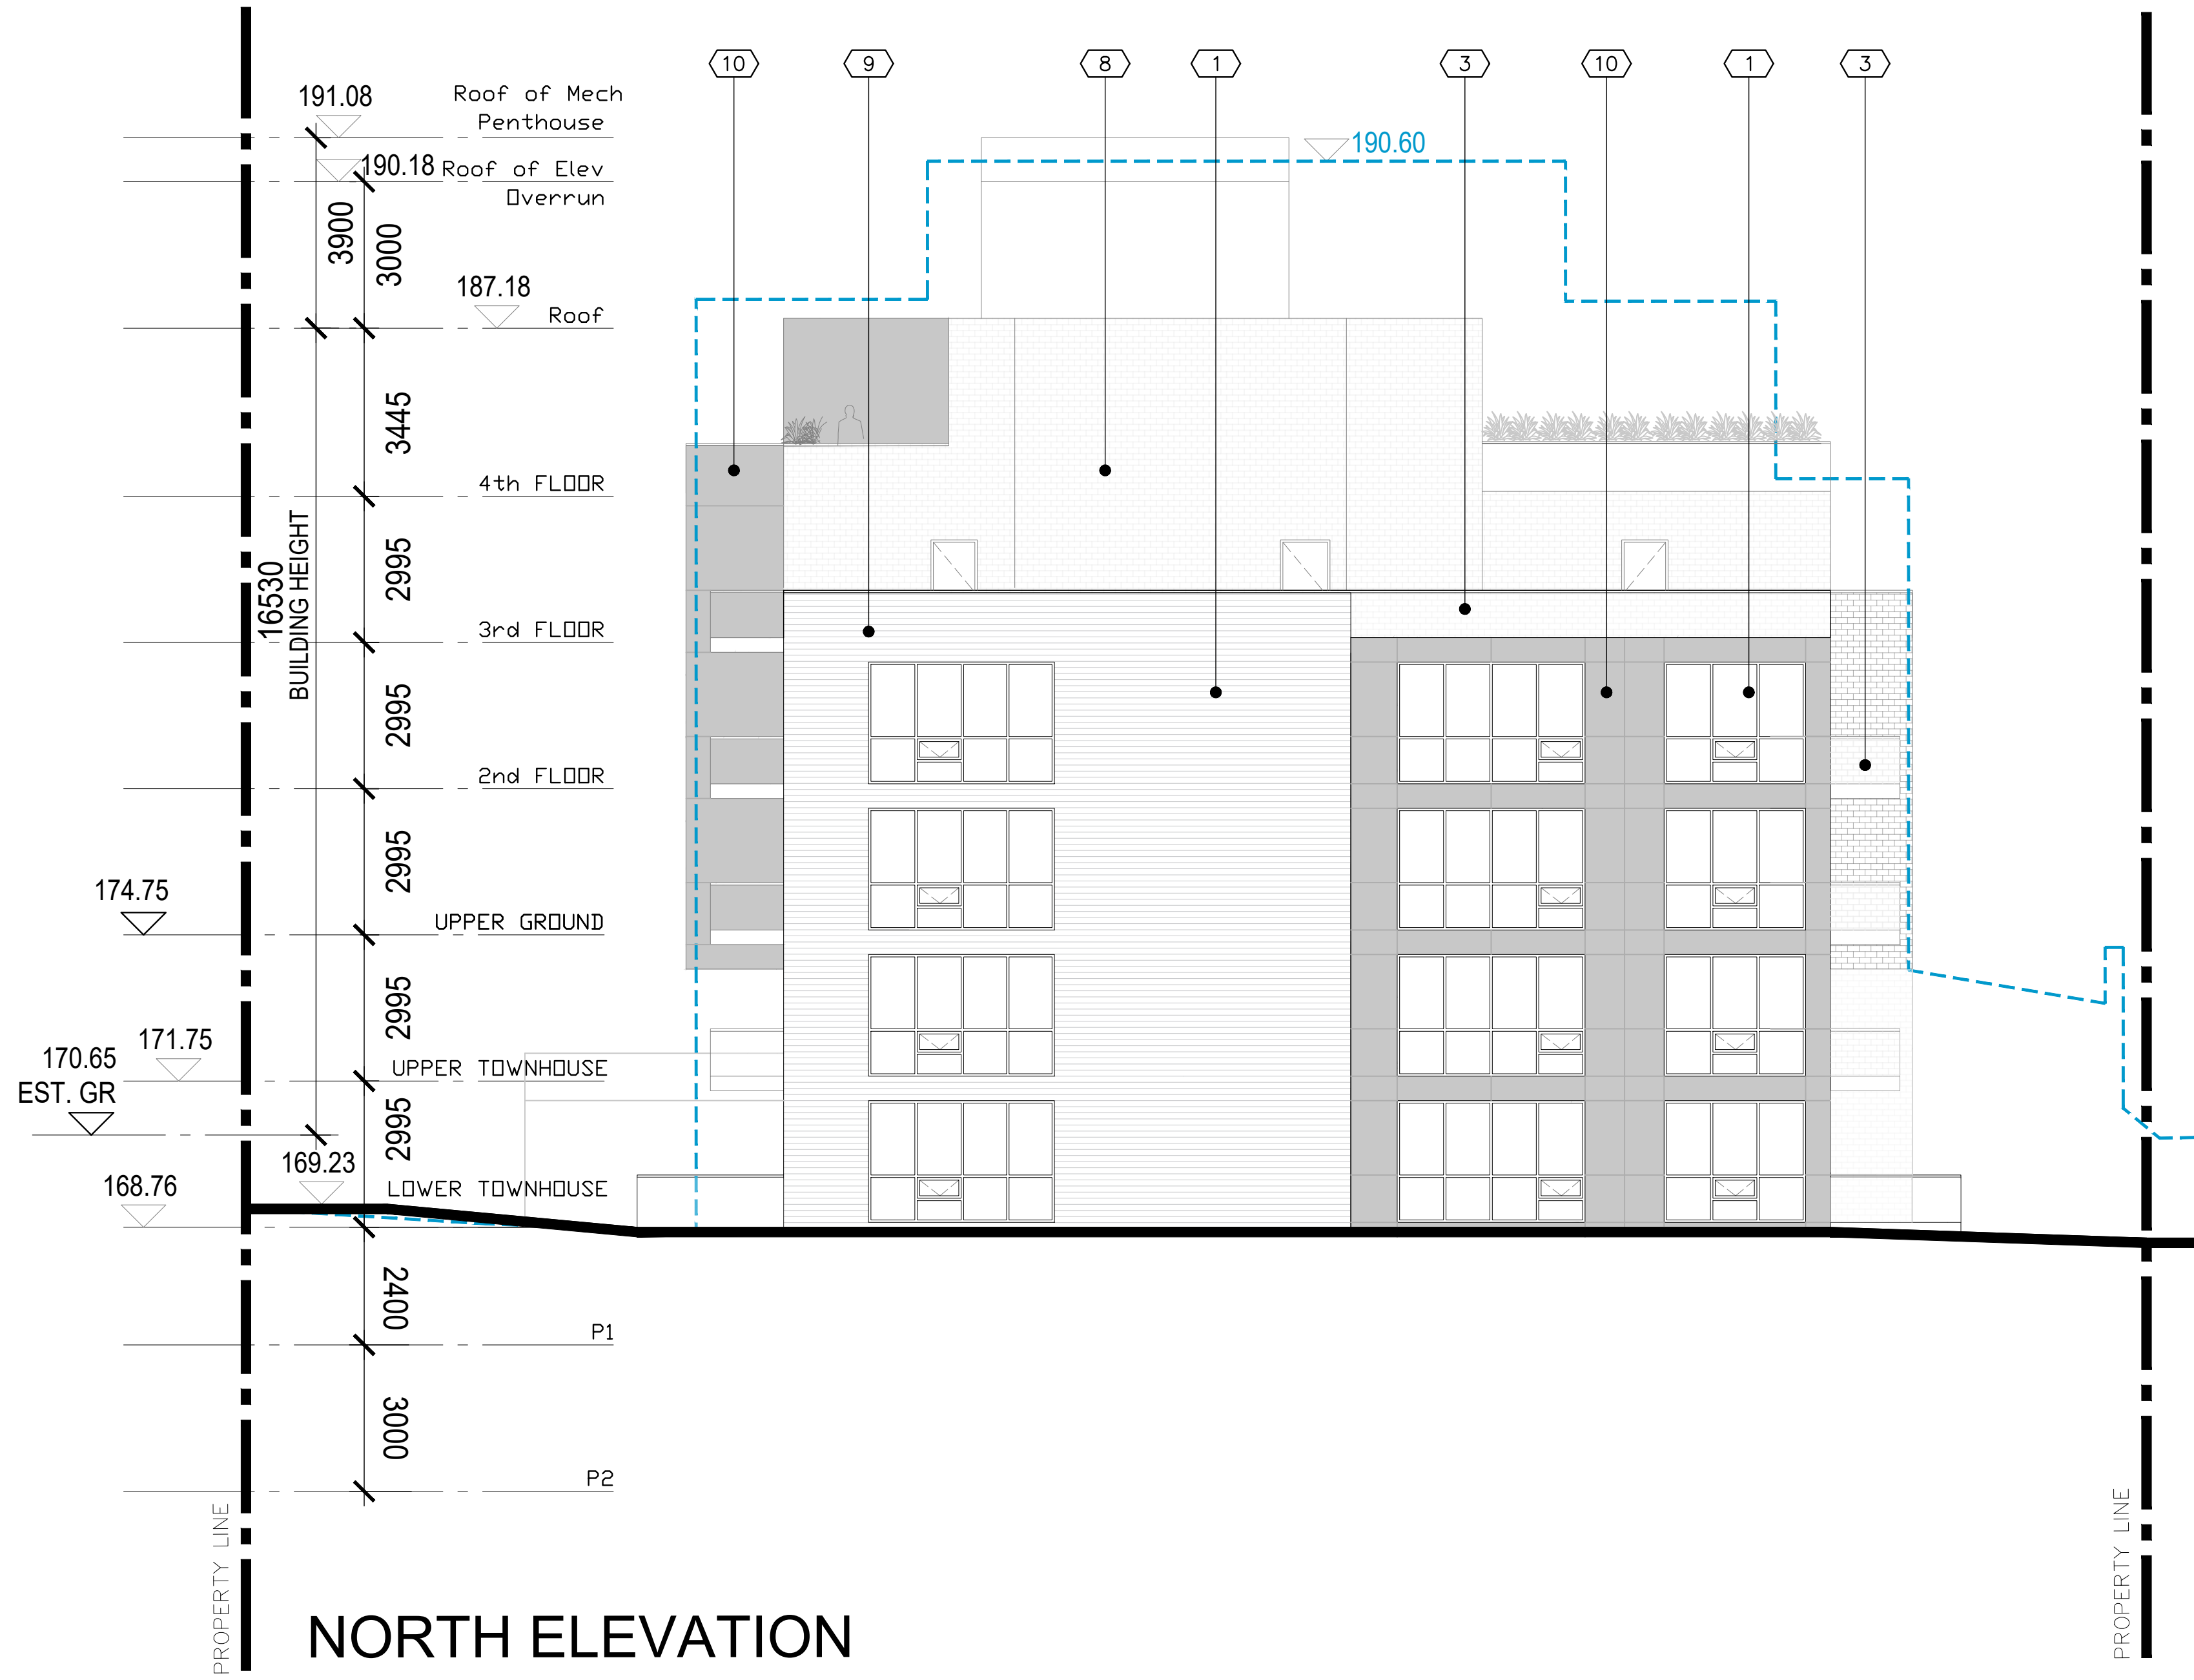 10 9 8 1 3 10 1 3
191.08 Roof of Mech
Penthouse
190.60
190.18 Roof of Elev
Overrun
3900
3000
187.18
Roof
3445
4th FLOOR
16530
BUILDING HEIGHT
2995
3rd FLOOR
2995
2nd FLOOR
2995
174.75
UPPER GROUND
2995
171.75
170.65
EST. GR
UPPER TOWNHOUSE
2995
169.23
168.76
LOWER TOWNHOUSE
2400
P1
3000
P2
PROPERTY LINE
PROPERTY LINE
NORTH ELEVATION